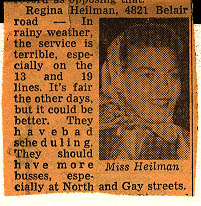 Regina Heilman, 4821 Belair
road — In
rainy weather,
the service is
terrible, espe-
cially on the
13 and 19
lines. It's fair
the other days,
but it could be
better. They
have bad
scheduling.
They should
have more
busses, espe-
cially at North and Gay streets.
Miss Heilman